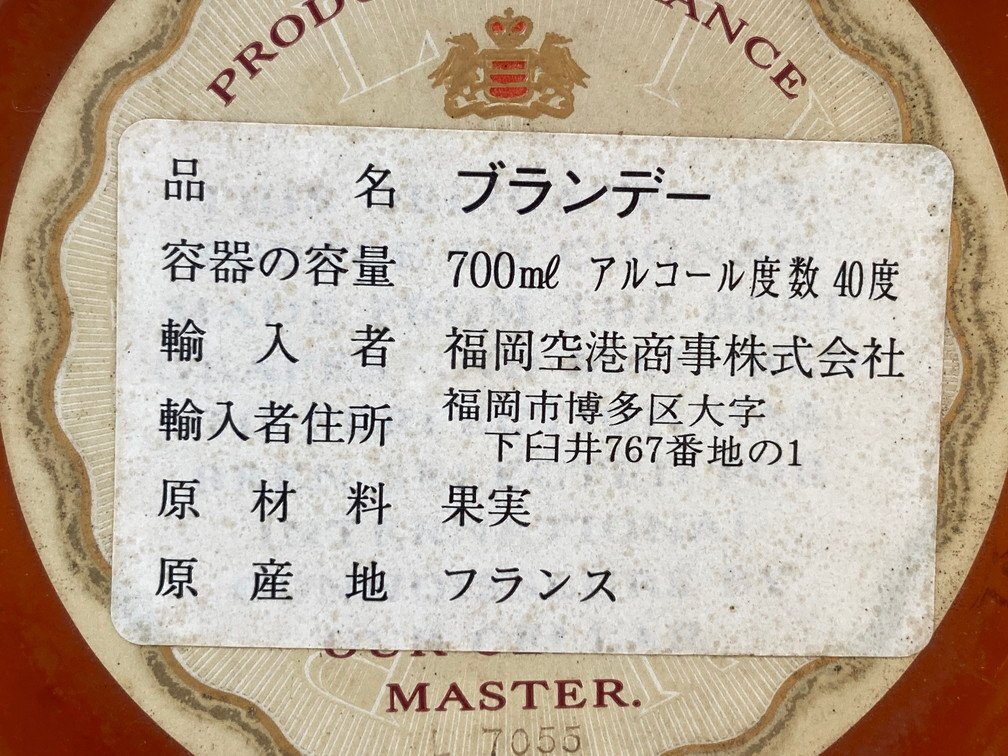 品名 ブランデー
容器の容量 700mℓ アルコール度数 40度
輸入者 福岡空港商事株式会社
輸入者住所 福岡市博多区大字
下臼井767番地の1
原材料 果実
原産地 フランス
MASTER.
L 7055